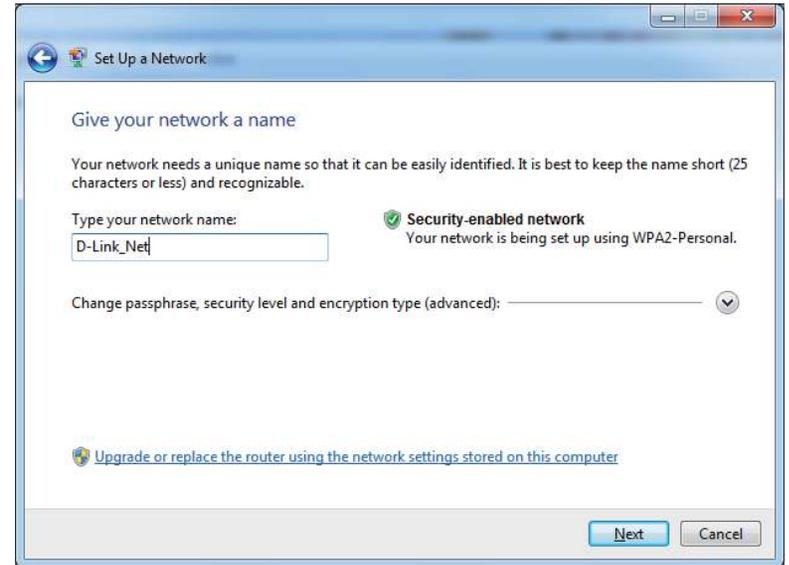 Set Up a Network
Give your network a name
Your network needs a unique name so that it can be easily identified. It is best to keep the name short (25
characters or less) and recognizable.
Type your network name:
Security-enabled network
D-Link_Net
Your network is being set up using WPA2-Personal.
Change passphrase, security level and encryption type (advanced):
Upgrade or replace the router using the network settings stored on this computer
Next
Cancel